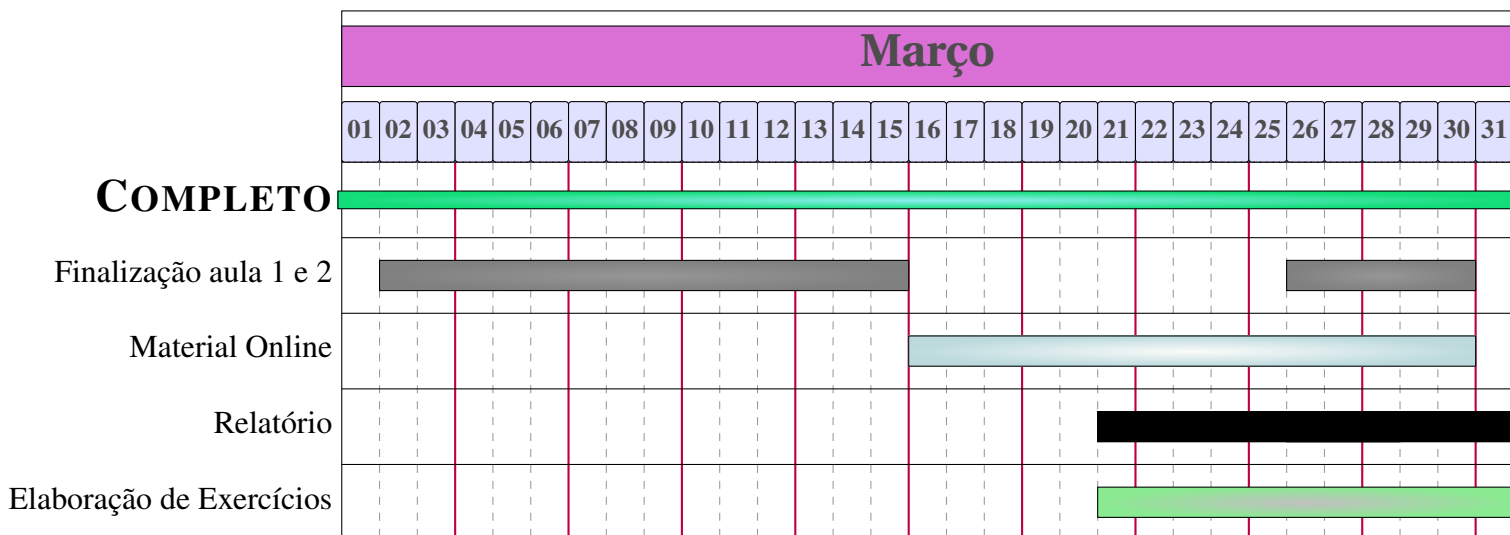 Março
01 02 03 04 05 06 07 08 09 10 11 12 13 14 15 16 17 18 19 20 21 22 23 24 25 26 27 28 29 30 31
COMPLETO
Finalização aula 1 e 2
Material Online
Relatório
Elaboração de Exercícios